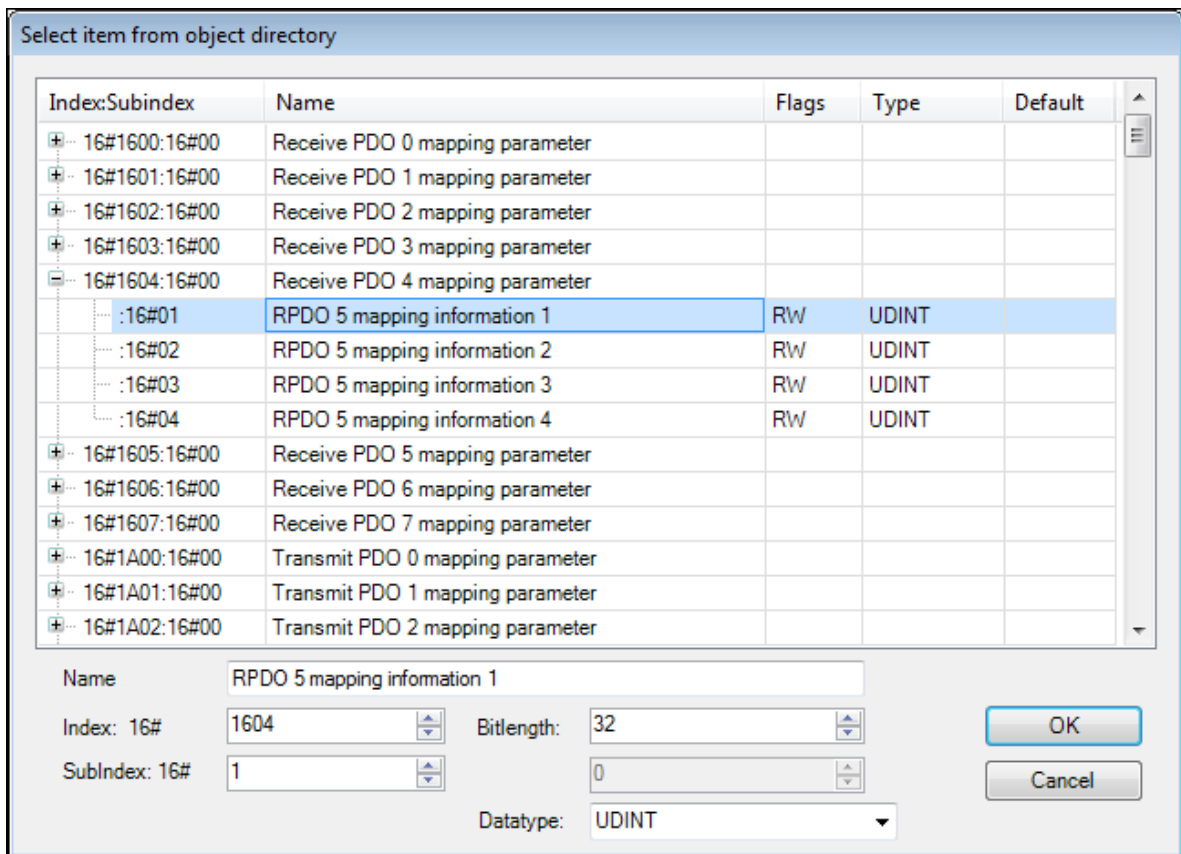 Select item from object directory
Index:Subindex Name Flags Type Default
16#1600:16#00 Receive PDO 0 mapping parameter
16#1601:16#00 Receive PDO 1 mapping parameter
16#1602:16#00 Receive PDO 2 mapping parameter
16#1603:16#00 Receive PDO 3 mapping parameter
16#1604:16#00 Receive PDO 4 mapping parameter
:16#01 RPDO 5 mapping information 1 RW UDINT
:16#02 RPDO 5 mapping information 2 RW UDINT
:16#03 RPDO 5 mapping information 3 RW UDINT
:16#04 RPDO 5 mapping information 4 RW UDINT
16#1605:16#00 Receive PDO 5 mapping parameter
16#1606:16#00 Receive PDO 6 mapping parameter
16#1607:16#00 Receive PDO 7 mapping parameter
16#1A00:16#00 Transmit PDO 0 mapping parameter
16#1A01:16#00 Transmit PDO 1 mapping parameter
16#1A02:16#00 Transmit PDO 2 mapping parameter
Name RPDO 5 mapping information 1
Index: 16# 1604 Bitlength: 32 OK
SubIndex: 16# 1 0 Cancel
Datatype: UDINT